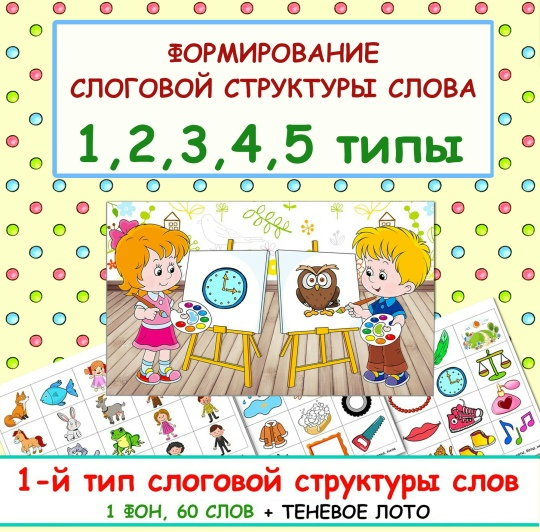 ФОРМИРОВАНИЕ
СЛОГОВОЙ СТРУКТУРЫ СЛОВА
1,2,3,4,5 типы
1-й тип слоговой структуры слов
1 ФОН, 60 СЛОВ + ТЕНЕВОЕ ЛОТО